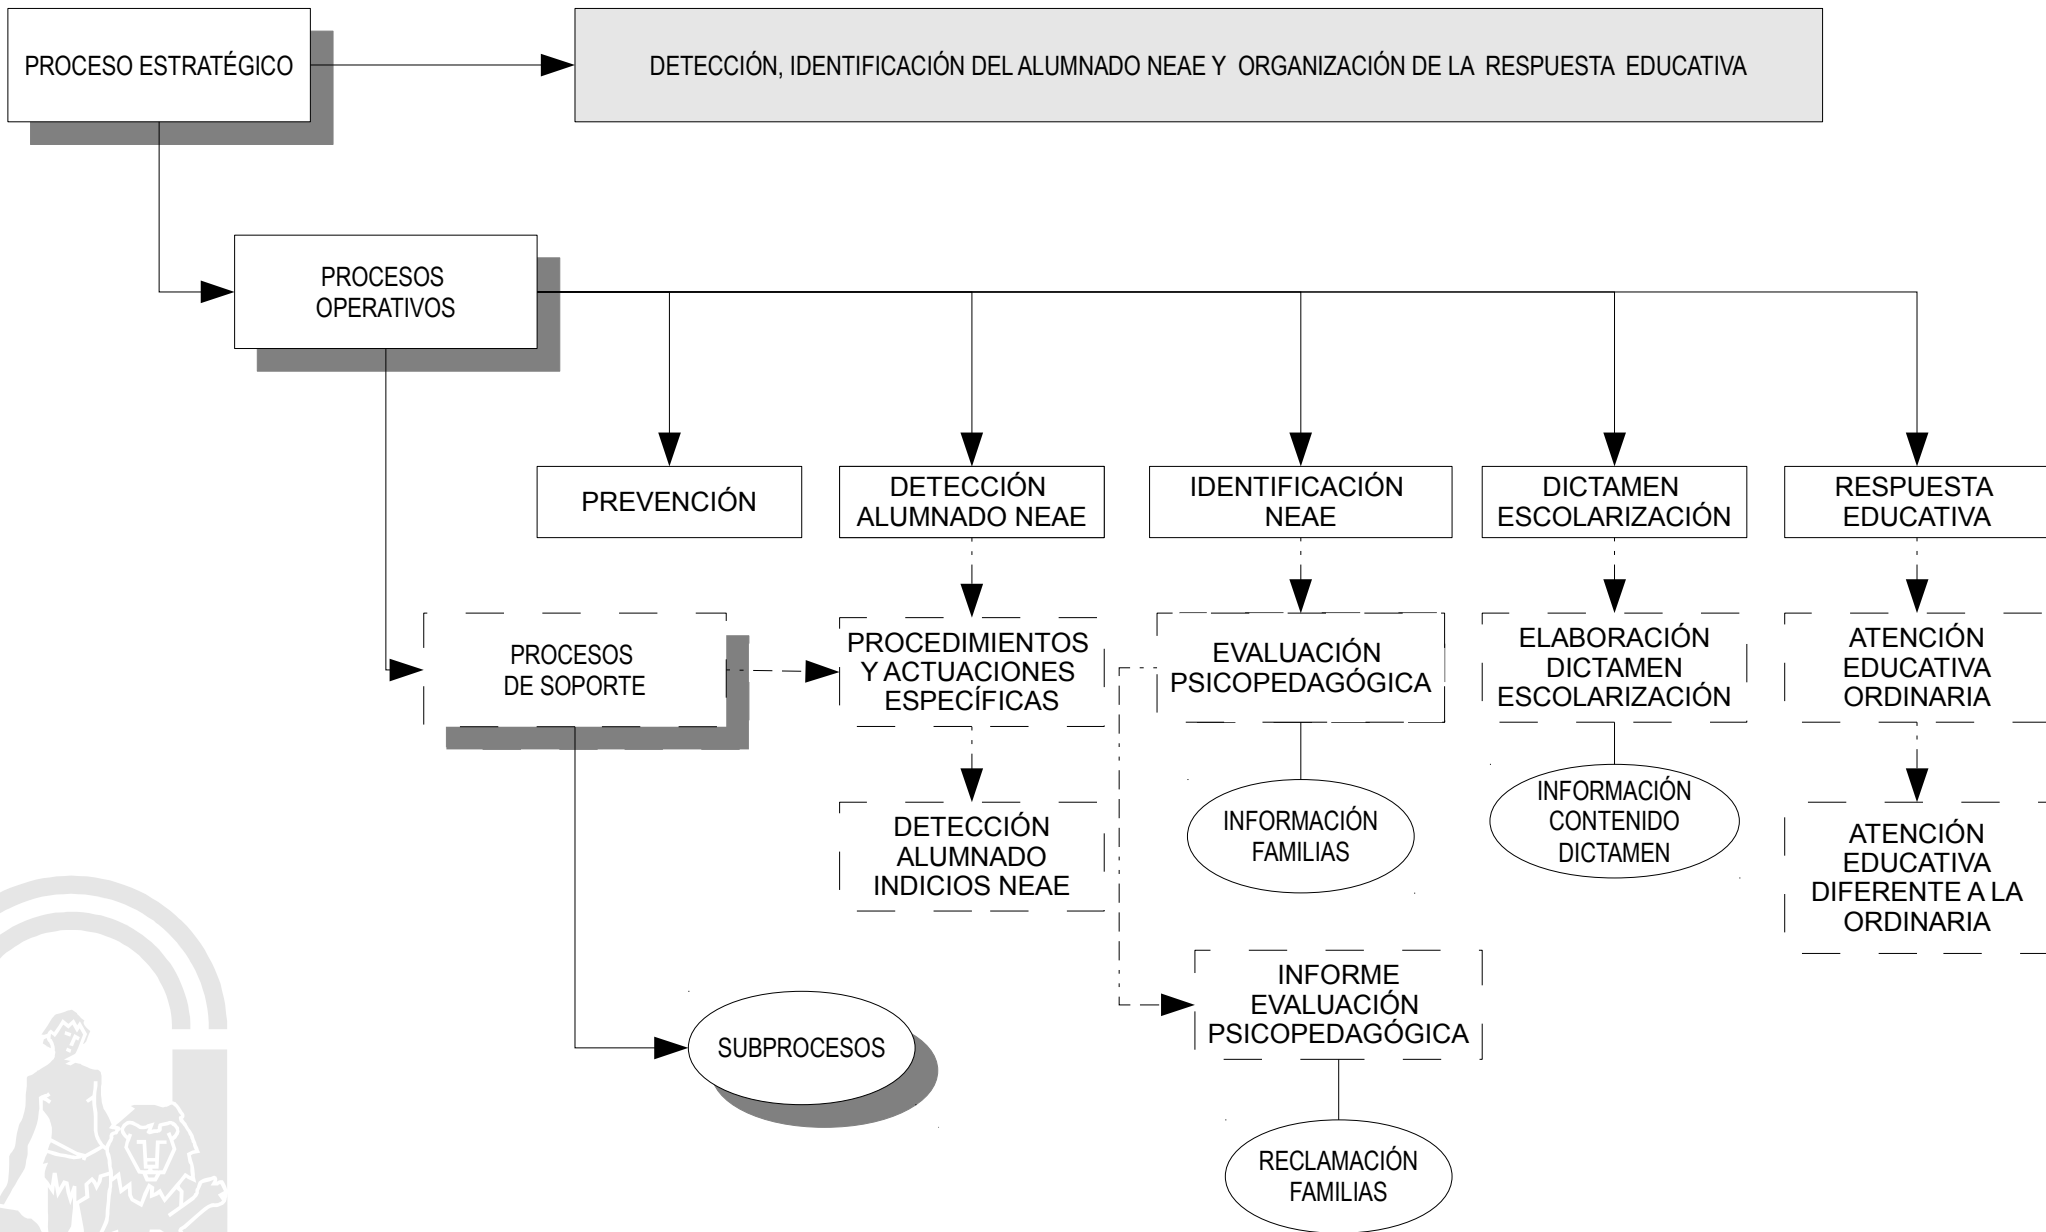 PROCESO ESTRATÉGICO
DETECCIÓN, IDENTIFICACIÓN DEL ALUMNADO NEAE Y ORGANIZACIÓN DE LA RESPUESTA EDUCATIVA
PROCESOS
OPERATIVOS
PREVENCIÓN
DETECCIÓN
ALUMNADO NEAE
IDENTIFICACIÓN
NEAE
DICTAMEN
ESCOLARIZACIÓN
RESPUESTA
EDUCATIVA
PROCESOS
DE SOPORTE
PROCEDIMIENTOS
Y ACTUACIONES
ESPECÍFICAS
EVALUACIÓN
PSICOPEDAGÓGICA
ELABORACIÓN
DICTAMEN
ESCOLARIZACIÓN
ATENCIÓN
EDUCATIVA
ORDINARIA
DETECCIÓN
ALUMNADO
INDICIOS NEAE
INFORMACIÓN
FAMILIAS
INFORMACIÓN
CONTENIDO
DICTAMEN
ATENCIÓN
EDUCATIVA
DIFERENTE A LA
ORDINARIA
INFORME
EVALUACIÓN
PSICOPEDAGÓGICA
SUBPROCESOS
RECLAMACIÓN
FAMILIAS